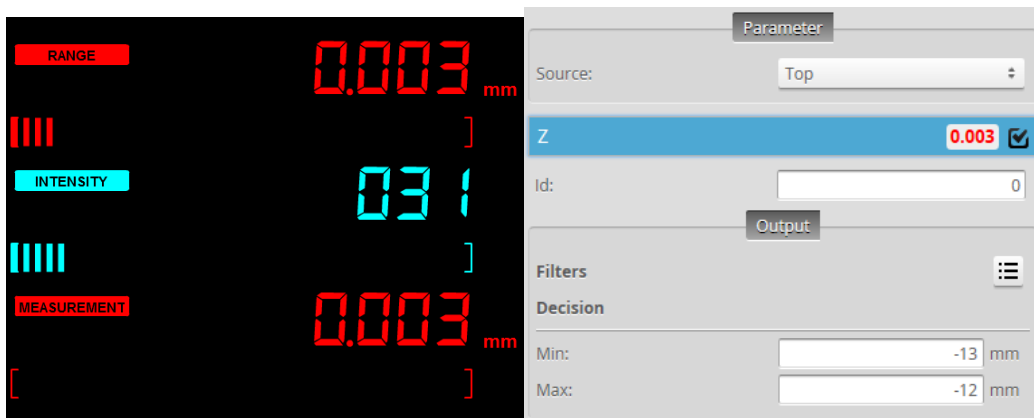 RANGE
0.003 mm
INTENSITY
031
MEASUREMENT
0.003 mm
Parameter
Source: Top
Z 0.003
Id: 0
Output
Filters
Decision
Min: -13 mm
Max: -12 mm